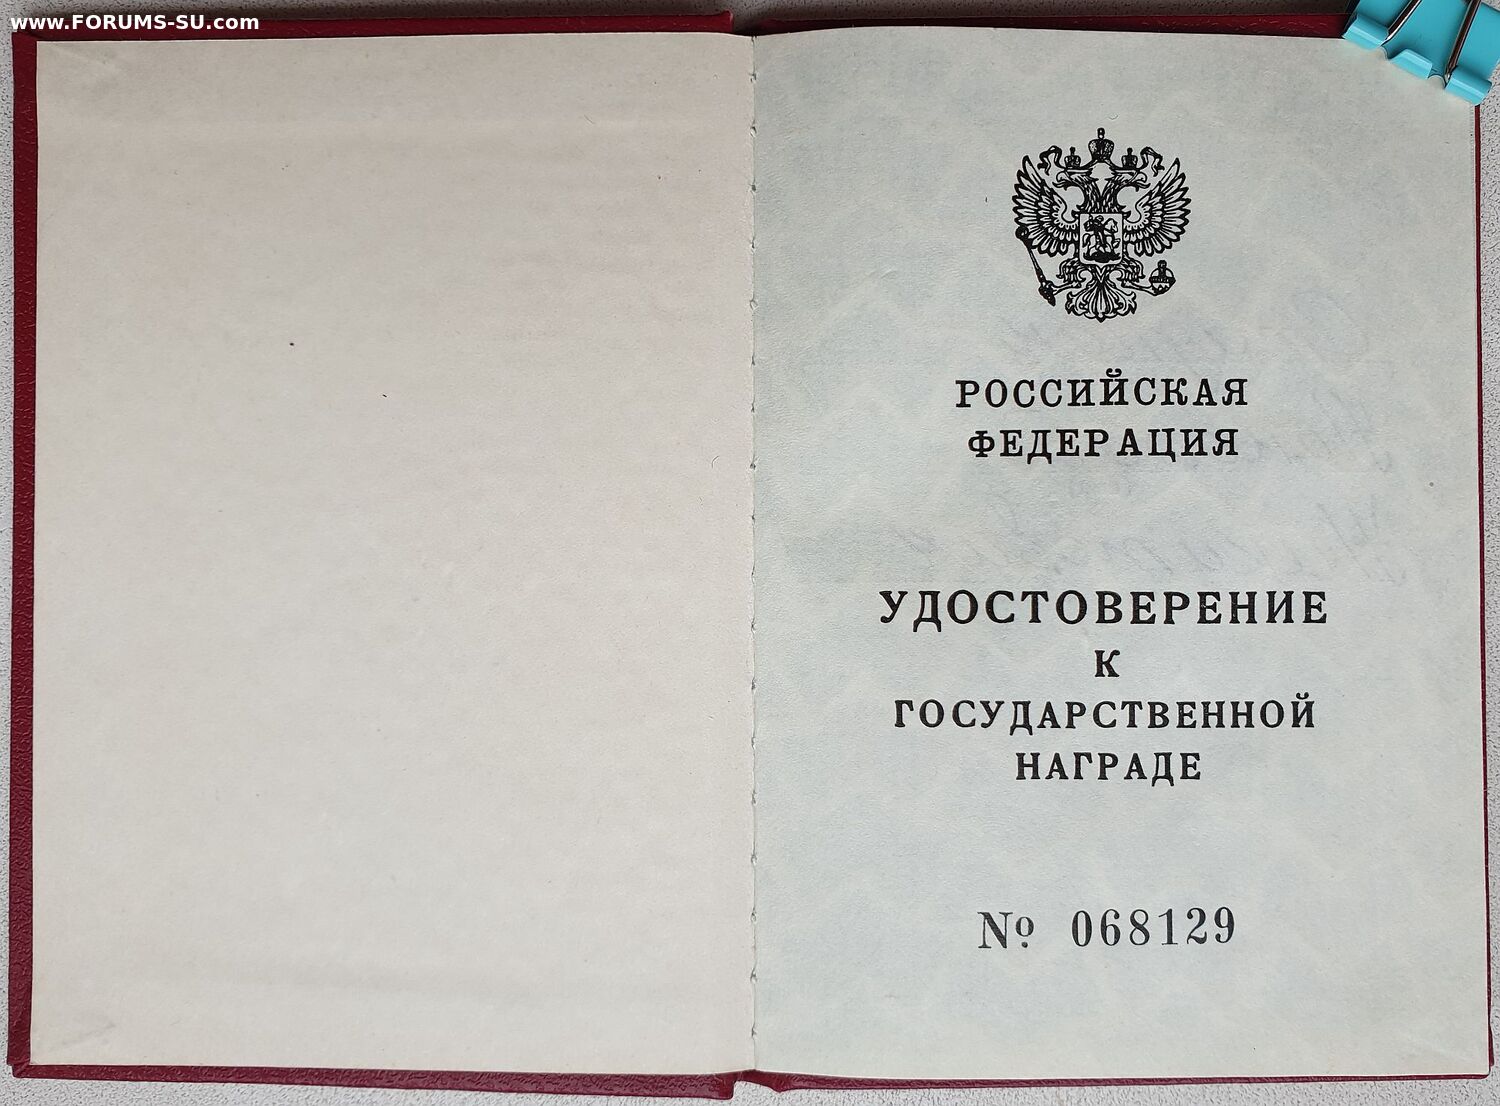 www.FORUMS-SU.com
РОССИЙСКАЯ
ФЕДЕРАЦИЯ
УДОСТОВЕРЕНИЕ
К
ГОСУДАРСТВЕННОЙ
НАГРАДЕ
№ 068129